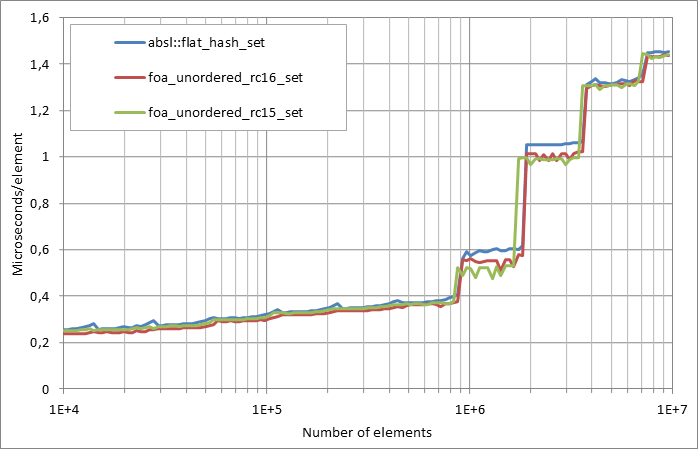 1,6
1,4
1,2
1
0,8
0,6
0,4
0,2
0
Microseconds/element
absl::flat_hash_set
foa_unordered_rc16_set
foa_unordered_rc15_set
1E+4
1E+5
1E+6
1E+7
Number of elements